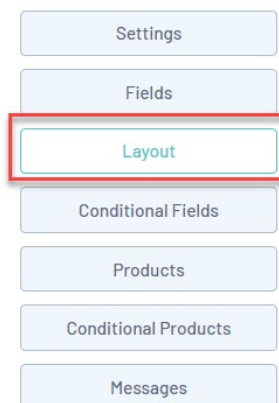 Settings
Fields
Layout
Conditional Fields
Products
Conditional Products
Messages